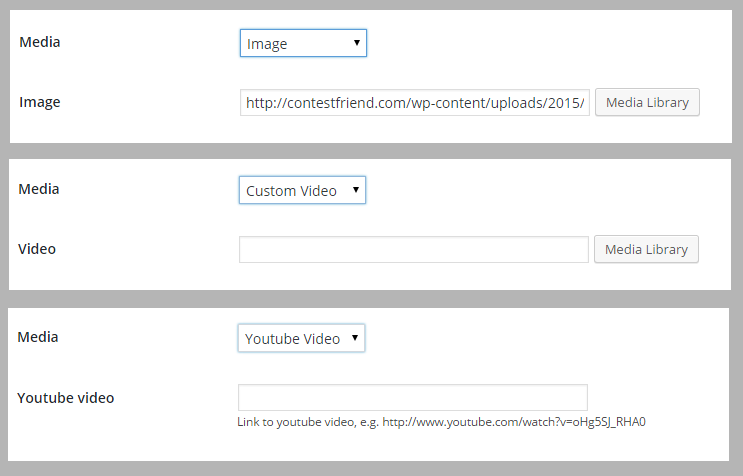 Media Image
Image http://contestfriend.com/wp-content/uploads/2015/ Media Library
Media Custom Video
Video Media Library
Media Youtube Video
Youtube video
Link to youtube video, e.g. http://www.youtube.com/watch?v=oHg5SJ_RHA0